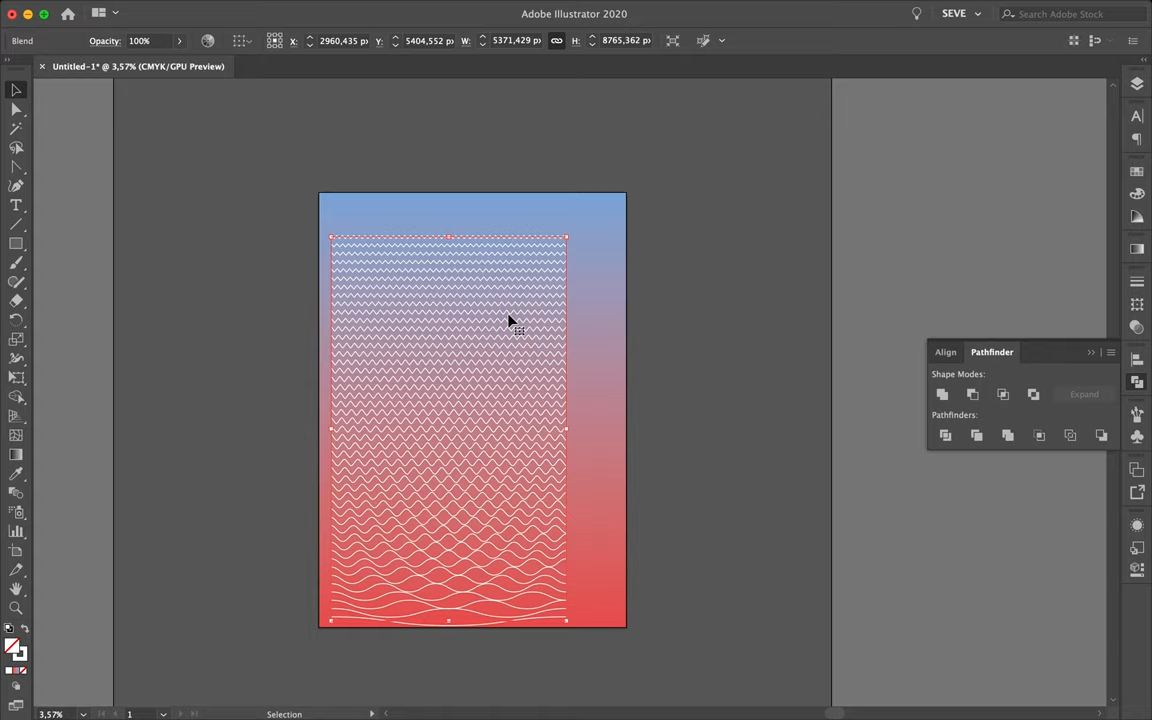 Adobe Illustrator 2020
SEVE
Search Adobe Stock
Blend
Opacity: 100%
X: 2960,435 px
Y: 5404,552 p
W: 5371,429 p
H: 8765,362 p
Untitled-1* @ 3,57% (CMYK/GPU Preview)
Align
Pathfinder
Shape Modes:
Expand
Pathfinders:
3,57%
1
Selection